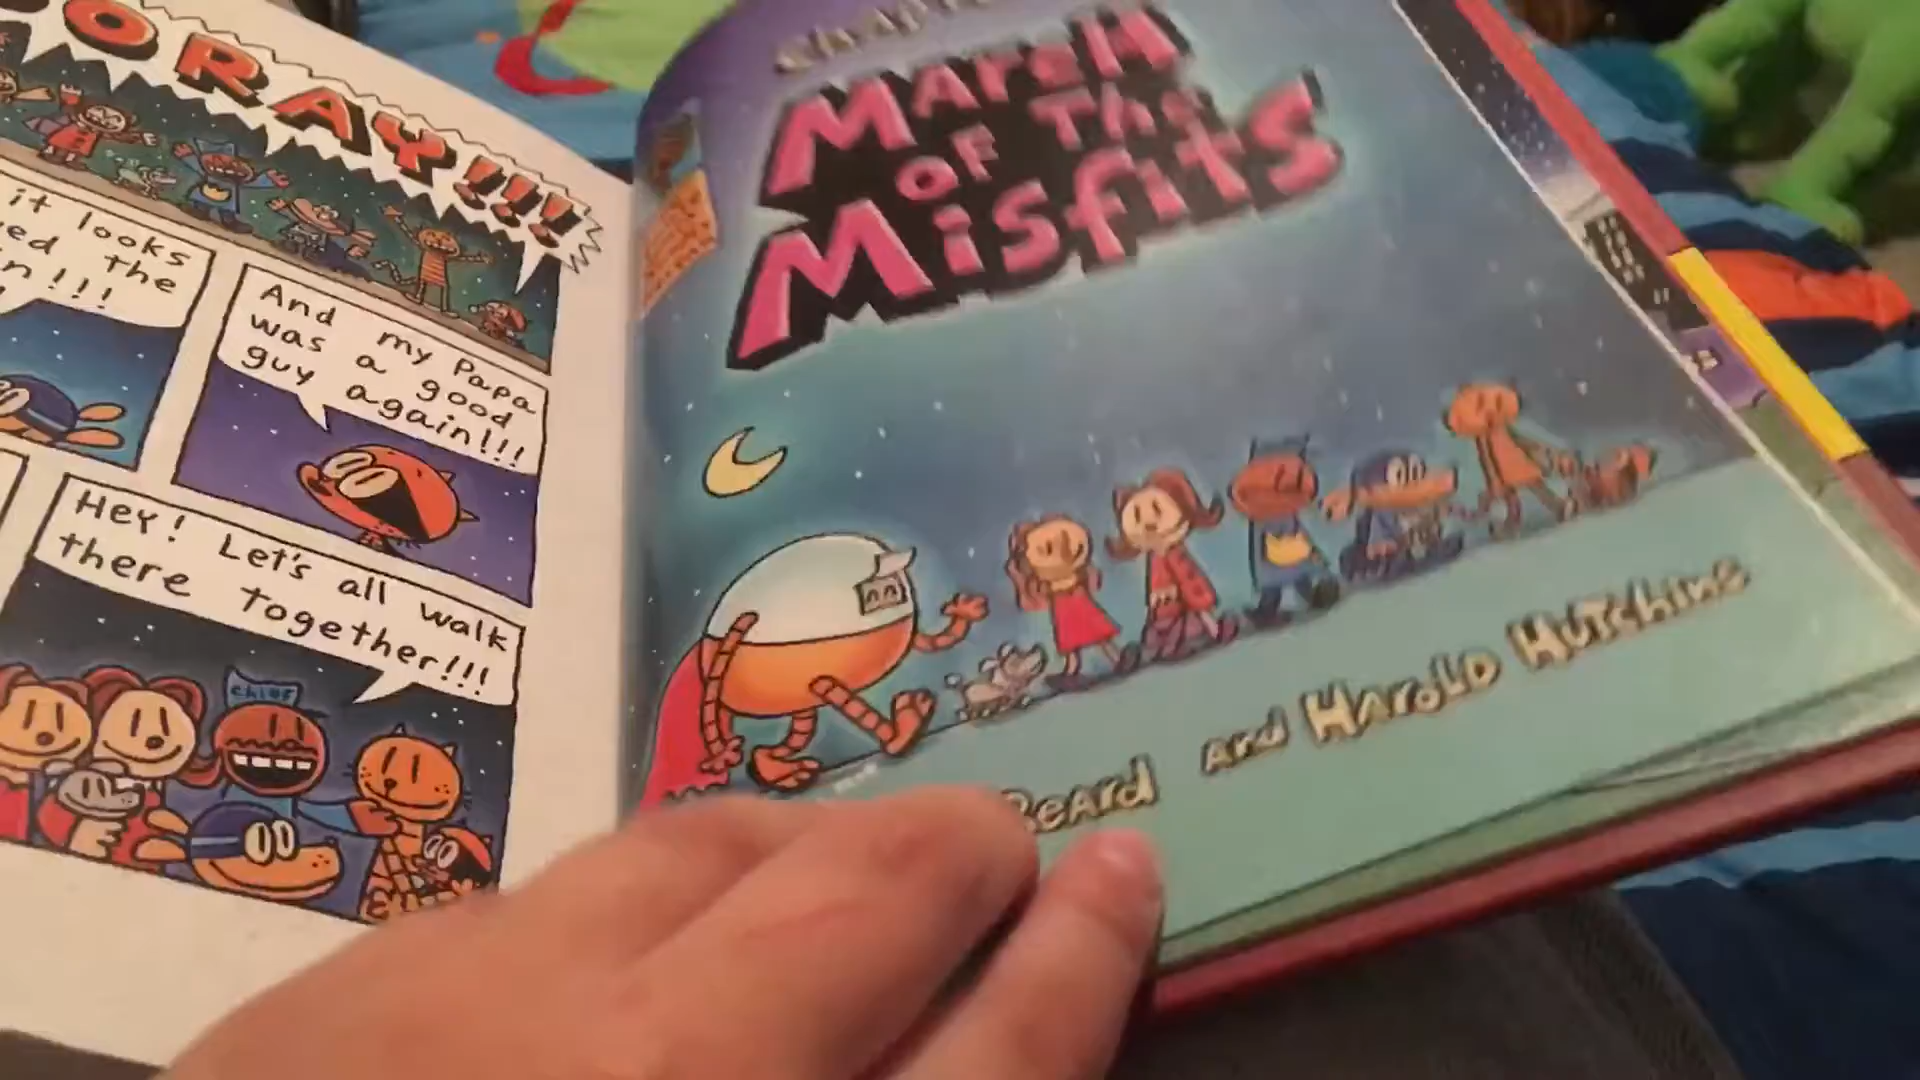 ORAY!!!
it looks
ed the
n!!!
And my Papa
was a good
guy again!!!
Hey! Let's all walk
there together!!!
chief
March
of The
Misfits
Beard and Harold Hutchins